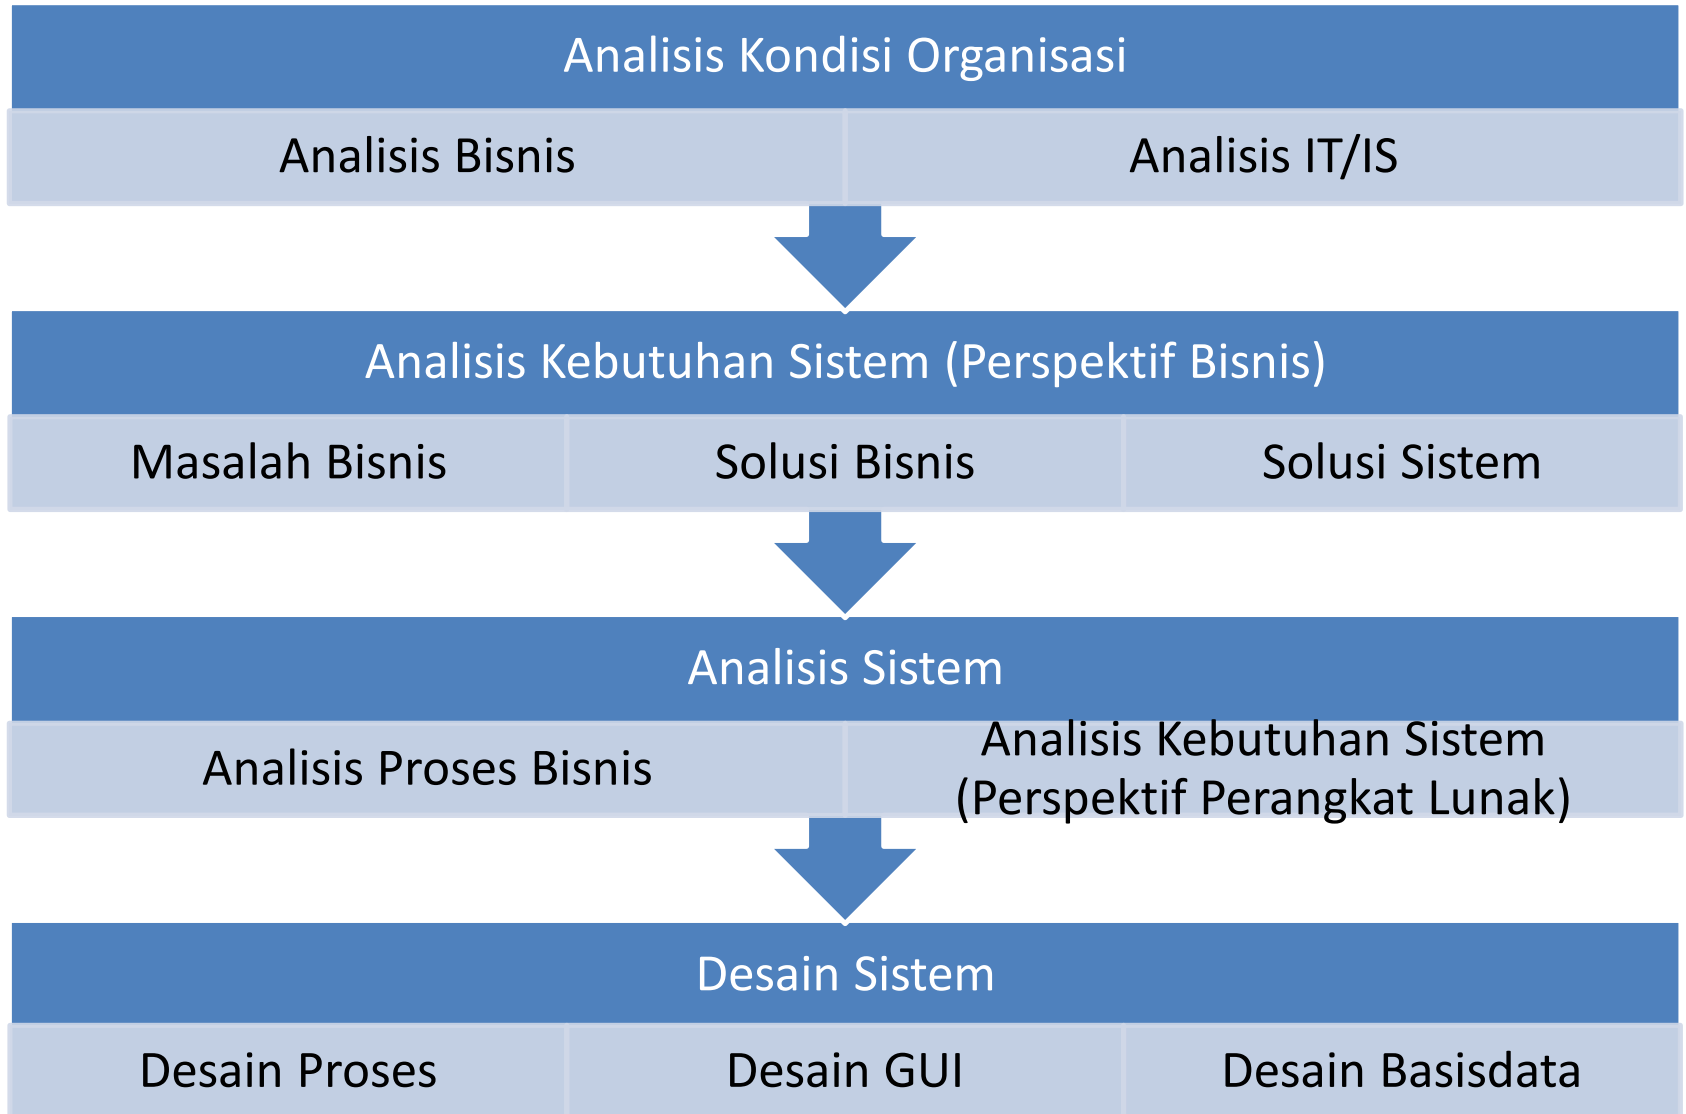 Analisis Kondisi Organisasi
Analisis Bisnis
Analisis IT/IS
Analisis Kebutuhan Sistem (Perspektif Bisnis)
Masalah Bisnis
Solusi Bisnis
Solusi Sistem
Analisis Sistem
Analisis Proses Bisnis
Analisis Kebutuhan Sistem
(Perspektif Perangkat Lunak)
Desain Sistem
Desain Proses
Desain GUI
Desain Basisdata